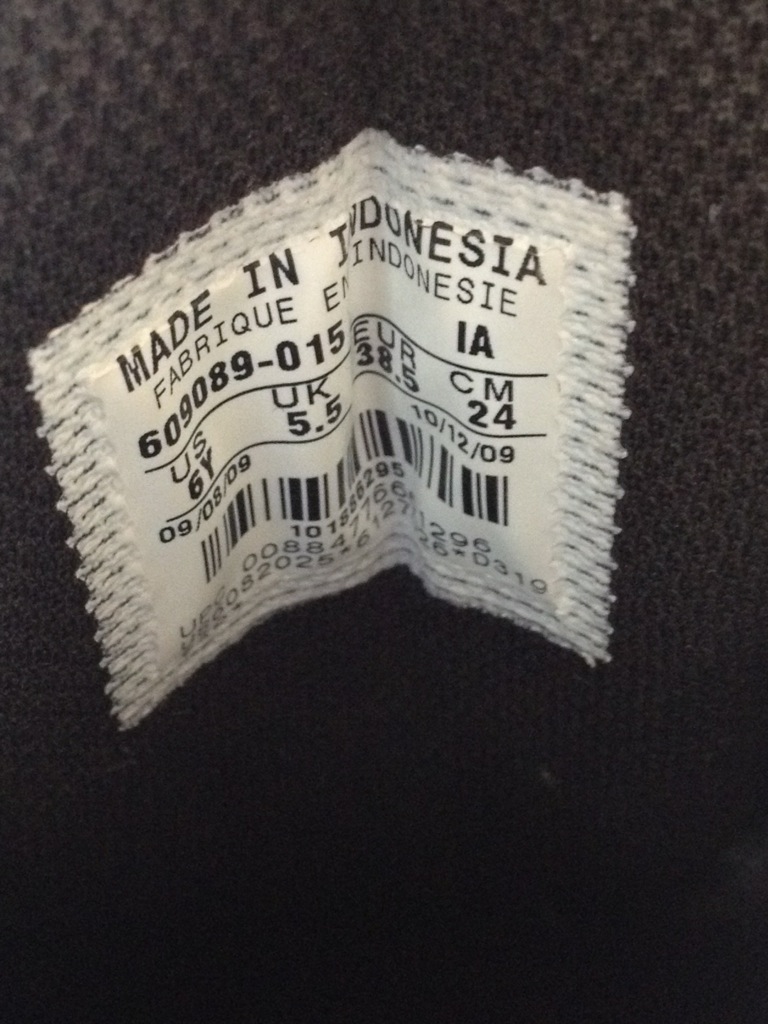 MADE IN INDONESIA
FABRIQUE EN INDONESIE
609089-015 IA
US UK EUR CM
6Y 5.5 38.5 24
09/08/09 10/12/09
101886295